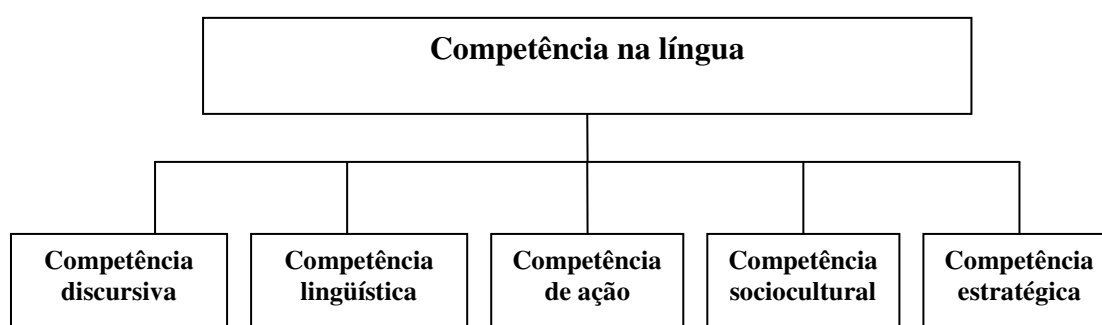 Competência na língua
Competência
discursiva
Competência
lingüística
Competência
de ação
Competência
sociocultural
Competência
estratégica